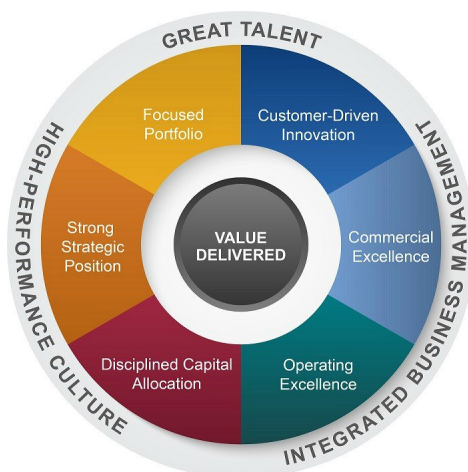 GREAT TALENT
Focused
Portfolio
Customer-Driven
Innovation
HIGH-PERFORMANCE CULTURE
INTEGRATED BUSINESS MANAGEMENT
Strong
Strategic
Position
VALUE
DELIVERED
Commercial
Excellence
Disciplined Capital
Allocation
Operating
Excellence